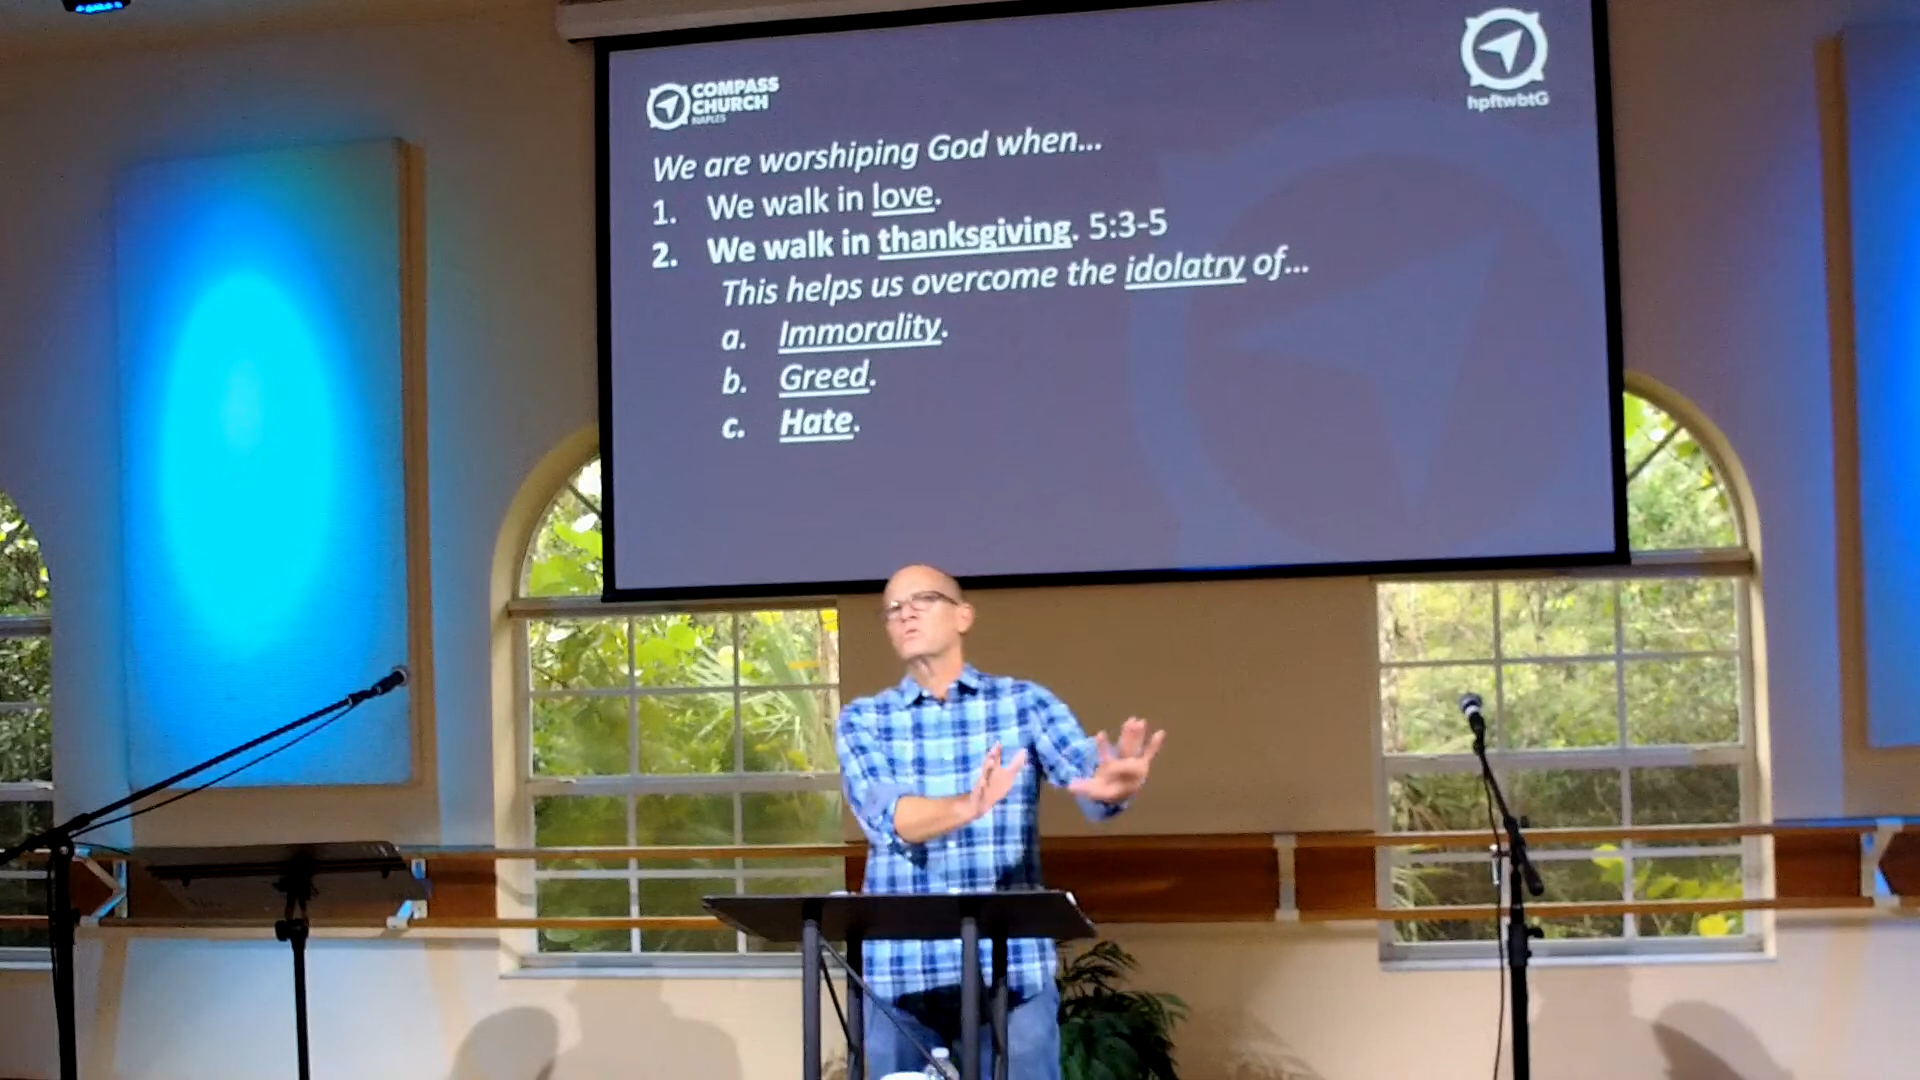 COMPASS
CHURCH
NAPLES
hpftwbtG
We are worshiping God when...
1. We walk in love.
2. We walk in thanksgiving. 5:3-5
This helps us overcome the idolatry of...
a. Immorality.
b. Greed.
c. Hate.